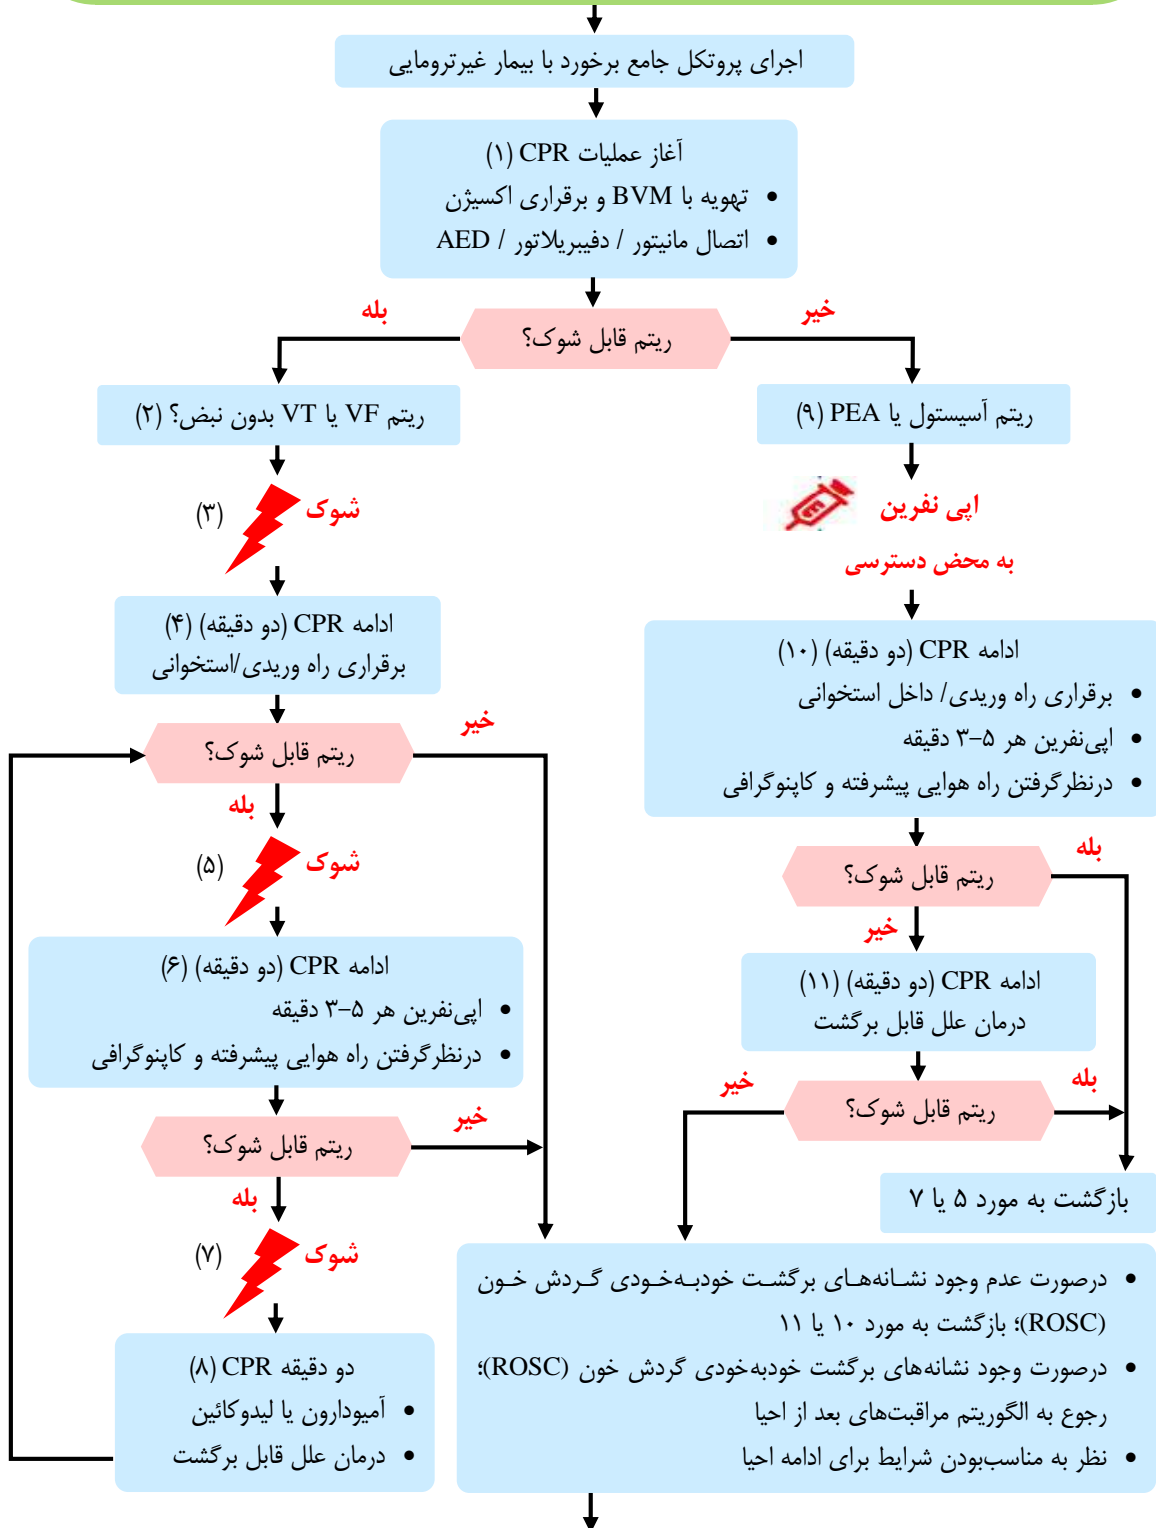 اجرای پروتکل جامع برخورد با بیمار غیرترومایی
آغاز عملیات CPR (۱)
• تهویه با BVM و برقراری اکسیژن
• اتصال مانیتور / دفیبریلاتور / AED
ریتم قابل شوک؟
خیر
بله
ریتم آسیستول یا PEA (۹)
اپی نفرین
به محض دسترسی
ادامه CPR (دو دقیقه) (۱۰)
• برقراری راه وریدی/ داخل استخوانی
• اپی‌نفرین هر ۵-۳ دقیقه
• درنظرگرفتن راه هوایی پیشرفته و کاپنوگرافی
ریتم قابل شوک؟
بله
خیر
ادامه CPR (دو دقیقه) (۱۱)
درمان علل قابل برگشت
ریتم قابل شوک؟
بله
خیر
بازگشت به مورد ۵ یا ۷
ریتم VF یا VT بدون نبض؟ (۲)
شوک (۳)
ادامه CPR (دو دقیقه) (۴)
برقراری راه وریدی/استخوانی
ریتم قابل شوک؟
خیر
بله
شوک (۵)
ادامه CPR (دو دقیقه) (۶)
• اپی‌نفرین هر ۵-۳ دقیقه
• درنظرگرفتن راه هوایی پیشرفته و کاپنوگرافی
ریتم قابل شوک؟
خیر
بله
شوک (۷)
دو دقیقه CPR (۸)
• آمیودارون یا لیدوکائین
• درمان علل قابل برگشت
• درصورت عدم وجود نشـانه‌هـای برگشـت خودبـه‌خـودی گـردش خـون
(ROSC)؛ بازگشت به مورد ۱۰ یا ۱۱
• درصورت وجود نشانه‌های برگشت خودبه‌خودی گردش خون (ROSC)؛
رجوع به الگوریتم مراقبت‌های بعد از احیا
• نظر به مناسب‌بودن شرایط برای ادامه احیا